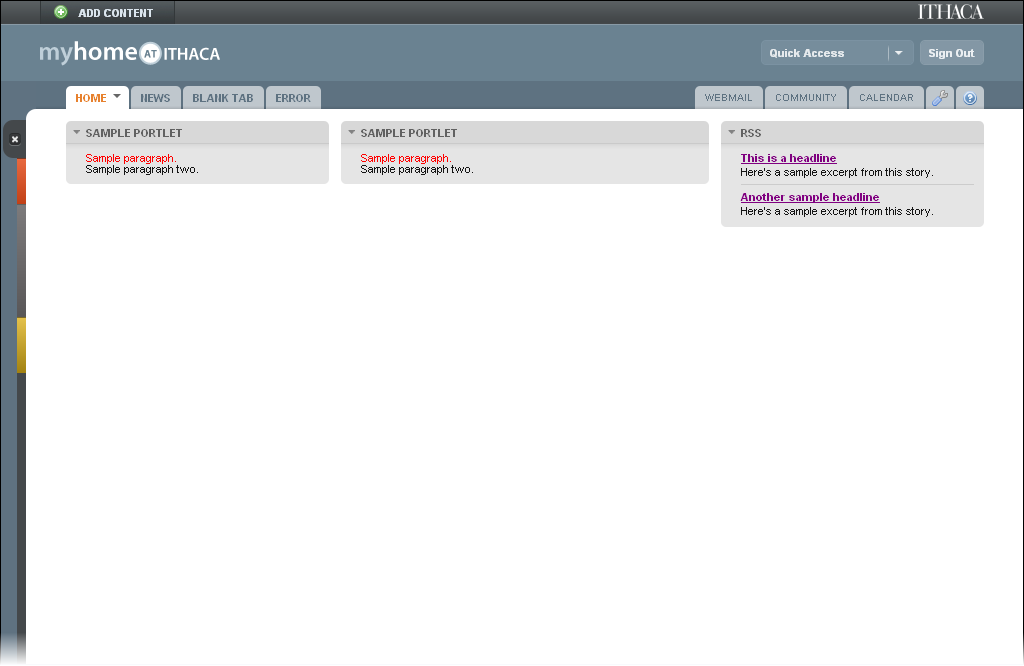 ADD CONTENT
ITHACA
myhome AT ITHACA
Quick Access
Sign Out
HOME
NEWS
BLANK TAB
ERROR
WEBMAIL
COMMUNITY
CALENDAR
?
SAMPLE PORTLET
Sample paragraph.
Sample paragraph two.
SAMPLE PORTLET
Sample paragraph.
Sample paragraph two.
RSS
This is a headline
Here's a sample excerpt from this story.
Another sample headline
Here's a sample excerpt from this story.